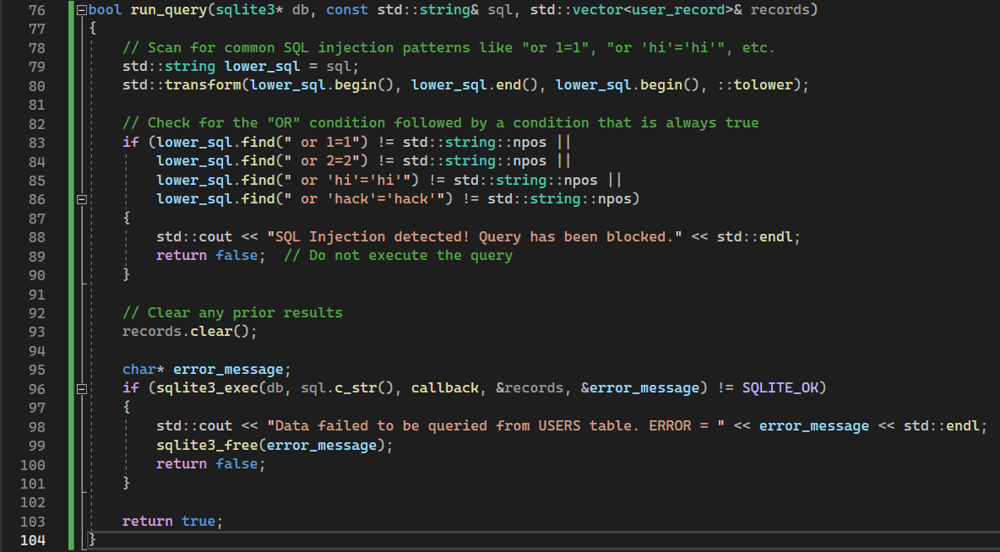 76 bool run_query(sqlite3* db, const std::string& sql, std::vector<user_record>& records)
77 {
78     // Scan for common SQL injection patterns like "or 1=1", "or 'hi'='hi'", etc.
79     std::string lower_sql = sql;
80     std::transform(lower_sql.begin(), lower_sql.end(), lower_sql.begin(), ::tolower);
81
82     // Check for the "OR" condition followed by a condition that is always true
83     if (lower_sql.find(" or 1=1") != std::string::npos ||
84         lower_sql.find(" or 2=2") != std::string::npos ||
85         lower_sql.find(" or 'hi'='hi'") != std::string::npos ||
86         lower_sql.find(" or 'hack'='hack'") != std::string::npos)
87     {
88         std::cout << "SQL Injection detected! Query has been blocked." << std::endl;
89         return false;  // Do not execute the query
90     }
91
92     // Clear any prior results
93     records.clear();
94
95     char* error_message;
96     if (sqlite3_exec(db, sql.c_str(), callback, &records, &error_message) != SQLITE_OK)
97     {
98         std::cout << "Data failed to be queried from USERS table. ERROR = " << error_message << std::endl;
99         sqlite3_free(error_message);
100         return false;
101     }
102
103     return true;
104 }